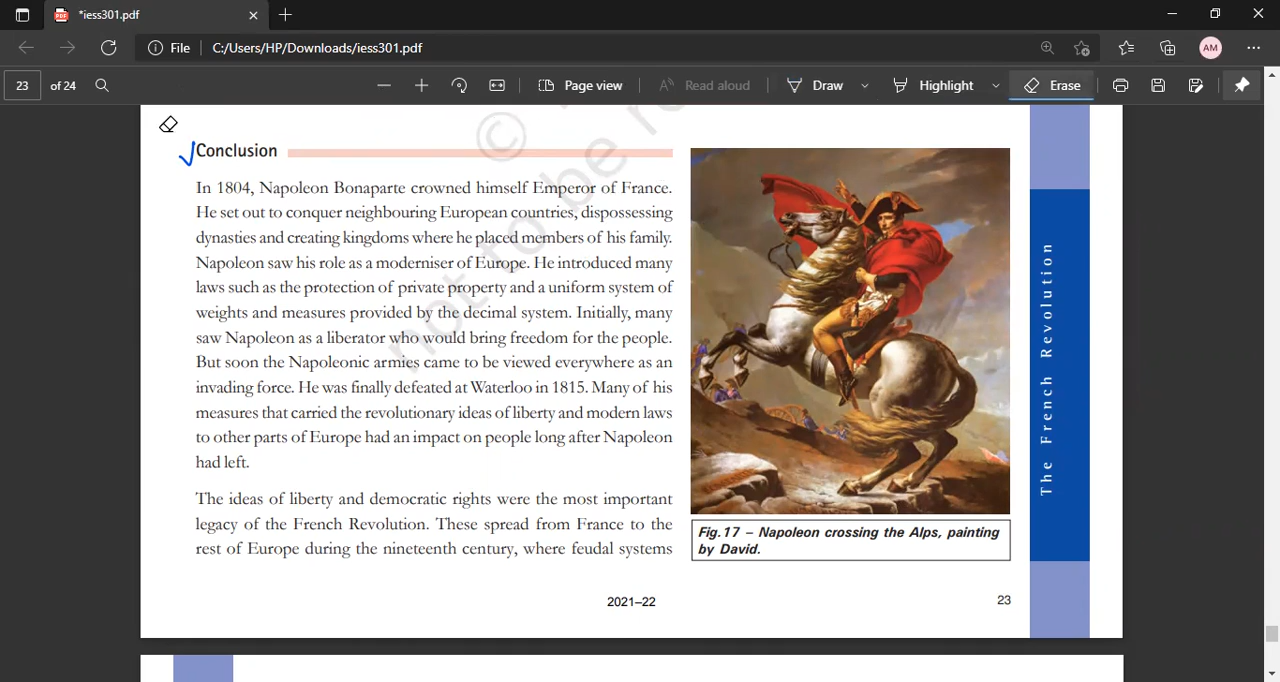 *iess301.pdf
File
C:/Users/HP/Downloads/iess301.pdf
AM
23 of 24
Page view
Read aloud
Draw
Highlight
Erase
Conclusion
In 1804, Napoleon Bonaparte crowned himself Emperor of France.
He set out to conquer neighbouring European countries, dispossessing
dynasties and creating kingdoms where he placed members of his family.
Napoleon saw his role as a moderniser of Europe. He introduced many
laws such as the protection of private property and a uniform system of
weights and measures provided by the decimal system. Initially, many
saw Napoleon as a liberator who would bring freedom for the people.
But soon the Napoleonic armies came to be viewed everywhere as an
invading force. He was finally defeated at Waterloo in 1815. Many of his
measures that carried the revolutionary ideas of liberty and modern laws
to other parts of Europe had an impact on people long after Napoleon
had left.
The ideas of liberty and democratic rights were the most important
legacy of the French Revolution. These spread from France to the
rest of Europe during the nineteenth century, where feudal systems
Fig.17 – Napoleon crossing the Alps, painting
by David.
The French Revolution
2021–22
23
©
not to be re